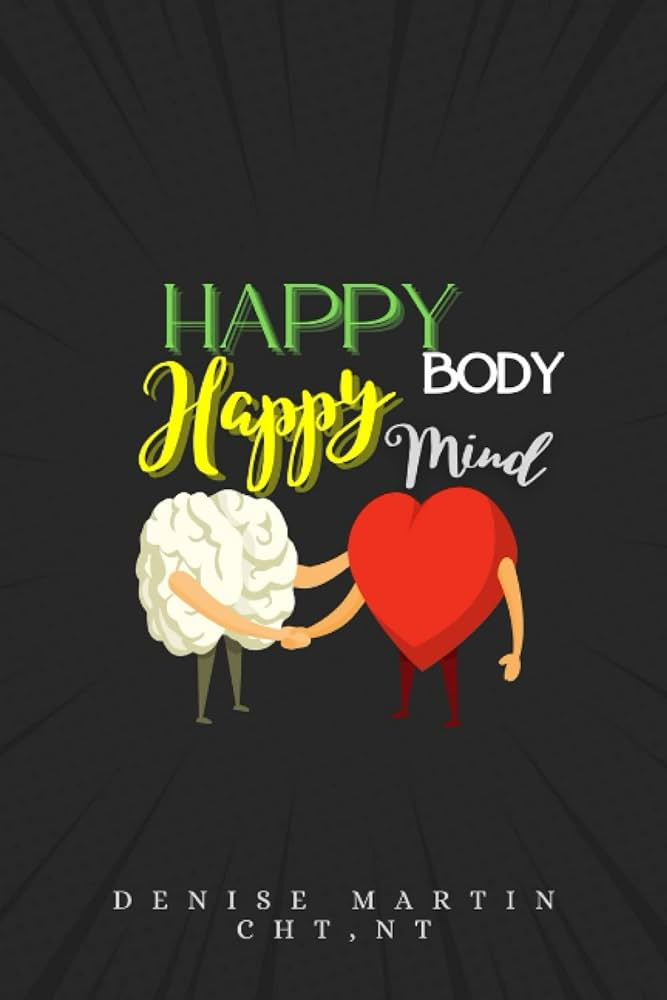 HAPPY
BODY
Happy
Mind
DENISE MARTIN
CHT,NT